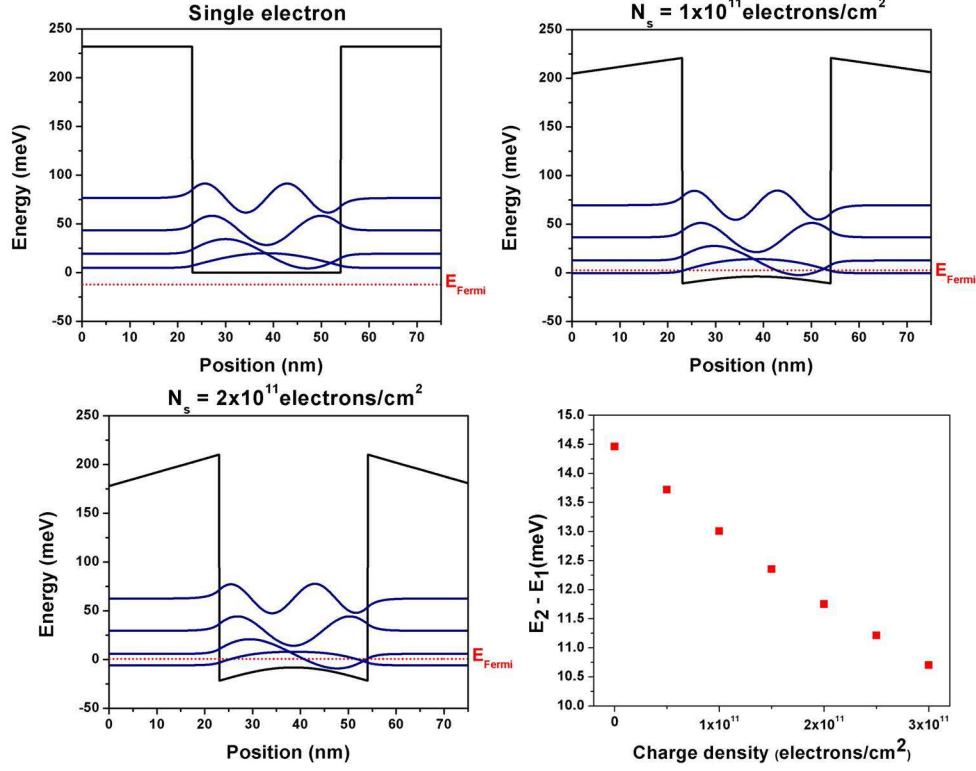 Single electron
250
200
150
100
50
0
-50
Energy (meV)
0 10 20 30 40 50 60 70
Position (nm)
E_Fermi
N_s = 1x10^11 electrons/cm^2
250
200
150
100
50
0
-50
Energy (meV)
0 10 20 30 40 50 60 70
Position (nm)
E_Fermi
N_s = 2x10^11 electrons/cm^2
250
200
150
100
50
0
-50
Energy (meV)
0 10 20 30 40 50 60 70
Position (nm)
E_Fermi
15.0
14.5
14.0
13.5
13.0
12.5
12.0
11.5
11.0
10.5
10.0
E_2 - E_1 (meV)
0 1x10^11 2x10^11 3x10^11
Charge density (electrons/cm^2)